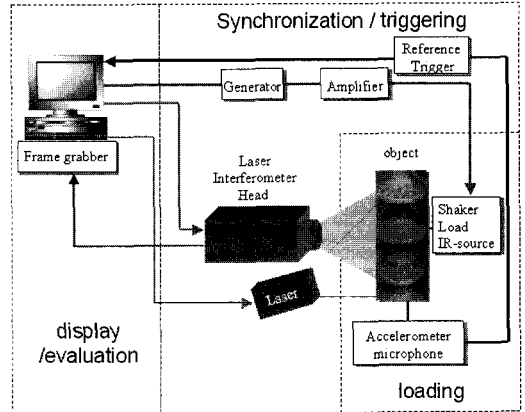 Synchronization / triggering
Reference
Trigger
Generator
Amplifier
Frame grabber
Laser
Interferometer
Head
object
Shaker
Load
IR-source
Laser
Accelerometer
microphone
display
/evaluation
loading